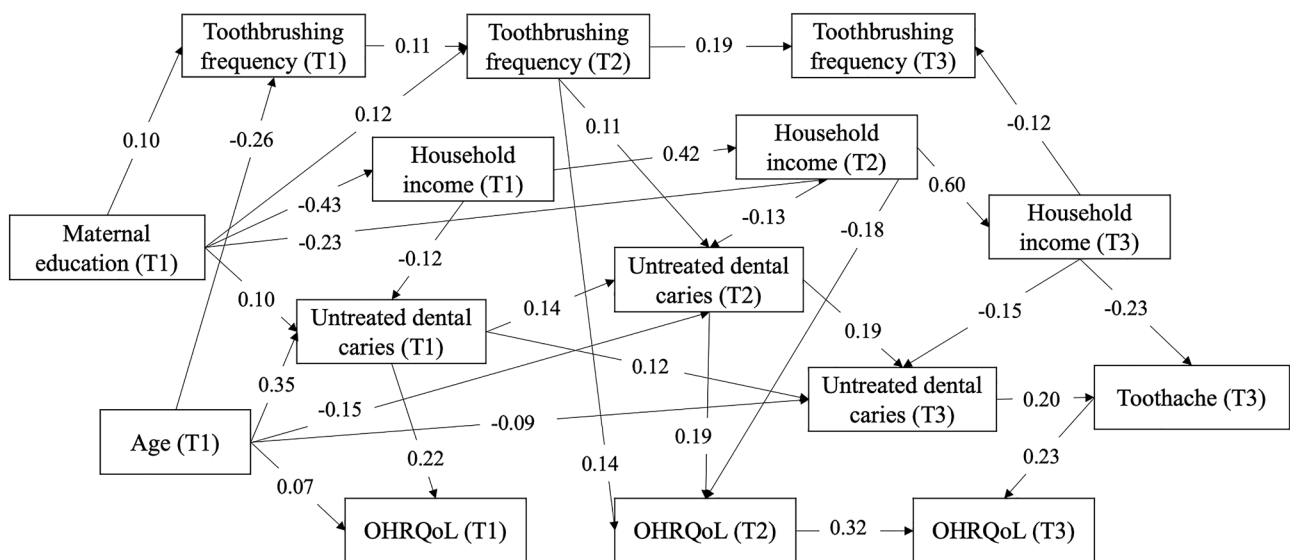 Toothbrushing
frequency (T1)
0.11
Toothbrushing
frequency (T2)
0.19
Toothbrushing
frequency (T3)
0.10
-0.26
0.12
0.11
-0.12
Household
income (T1)
0.42
Household
income (T2)
0.60
-0.43
-0.23
-0.13
-0.18
Maternal
education (T1)
Household
income (T3)
-0.12
0.10
Untreated dental
caries (T1)
0.14
Untreated dental
caries (T2)
0.19
-0.15
-0.23
0.35
-0.15
0.12
-0.09
Untreated dental
caries (T3)
0.20
Toothache (T3)
Age (T1)
0.07
0.22
0.14
0.19
0.23
OHRQoL (T1)
OHRQoL (T2)
0.32
OHRQoL (T3)